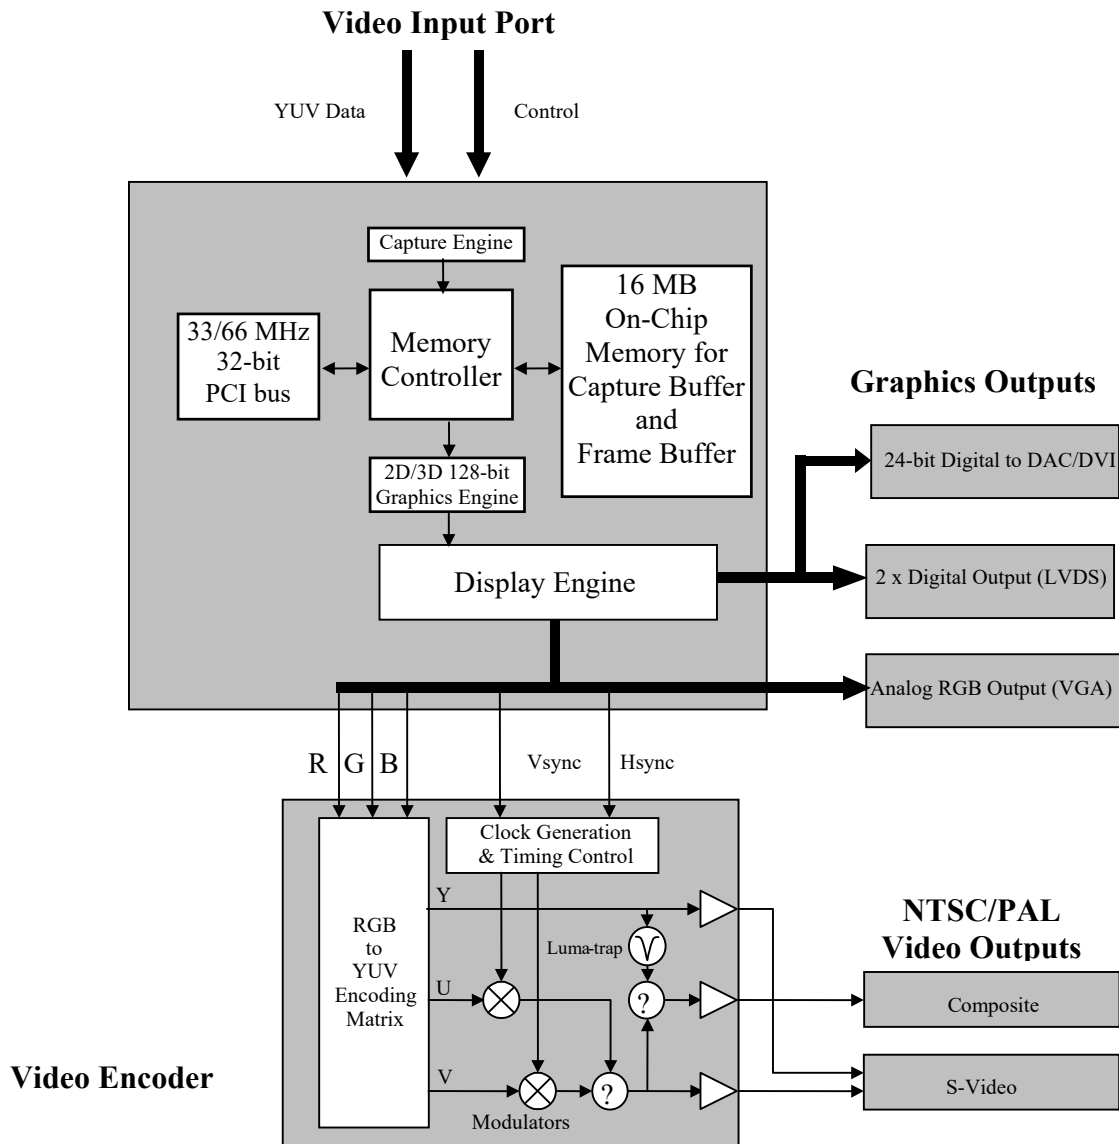 Video Input Port
YUV Data
Control
Capture Engine
33/66 MHz
32-bit
PCI bus
Memory
Controller
16 MB
On-Chip
Memory for
Capture Buffer
and
Frame Buffer
2D/3D 128-bit
Graphics Engine
Display Engine
Graphics Outputs
24-bit Digital to DAC/DVI
2 x Digital Output (LVDS)
Analog RGB Output (VGA)
R G B
Vsync
Hsync
Clock Generation
& Timing Control
RGB
to
YUV
Encoding
Matrix
Y
U
V
Luma-trap
?
?
Modulators
NTSC/PAL
Video Outputs
Composite
S-Video
Video Encoder